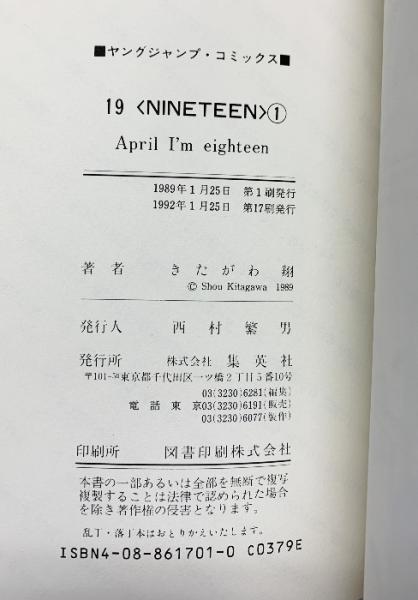 ■ヤングジャンプ・コミックス■
19〈NINETEEN〉①
April I'm eighteen
1989年1月25日　第1刷発行
1992年1月25日　第17刷発行
著者　きたがわ翔
© Shou Kitagawa 1989
発行人　西村繁男
発行所　株式会社 集英社
〒101-50東京都千代田区一ツ橋2丁目5番10号
03(3230)6281(編集)
電話 東京03(3230)6191(販売)
03(3230)6077(製作)
印刷所　図書印刷株式会社
本書の一部あるいは全部を無断で複写
複製することは法律で認められた場合
を除き著作権の侵害となります。
乱丁・落丁本はおとりかえいたします。
ISBN4-08-861701-0 C0379E